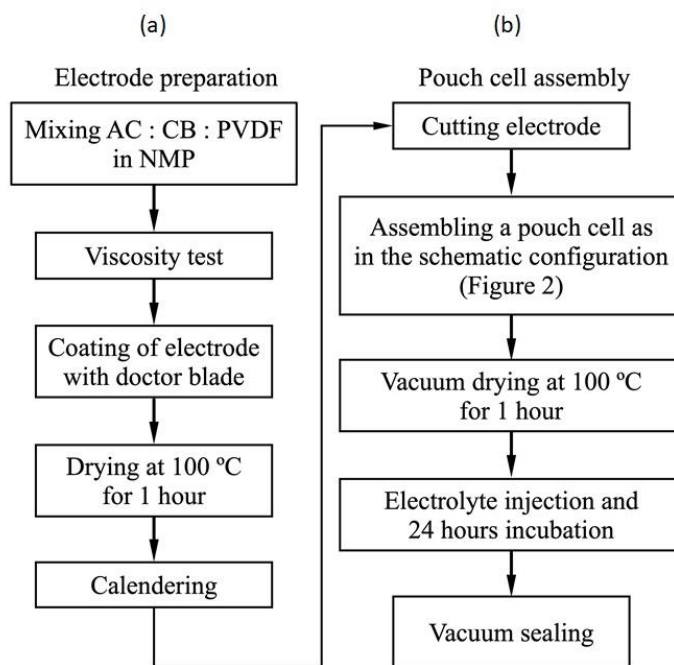 (a)
Electrode preparation
Mixing AC : CB : PVDF
in NMP
Viscosity test
Coating of electrode
with doctor blade
Drying at 100 ºC
for 1 hour
Calendering
(b)
Pouch cell assembly
Cutting electrode
Assembling a pouch cell as
in the schematic configuration
(Figure 2)
Vacuum drying at 100 ºC
for 1 hour
Electrolyte injection and
24 hours incubation
Vacuum sealing